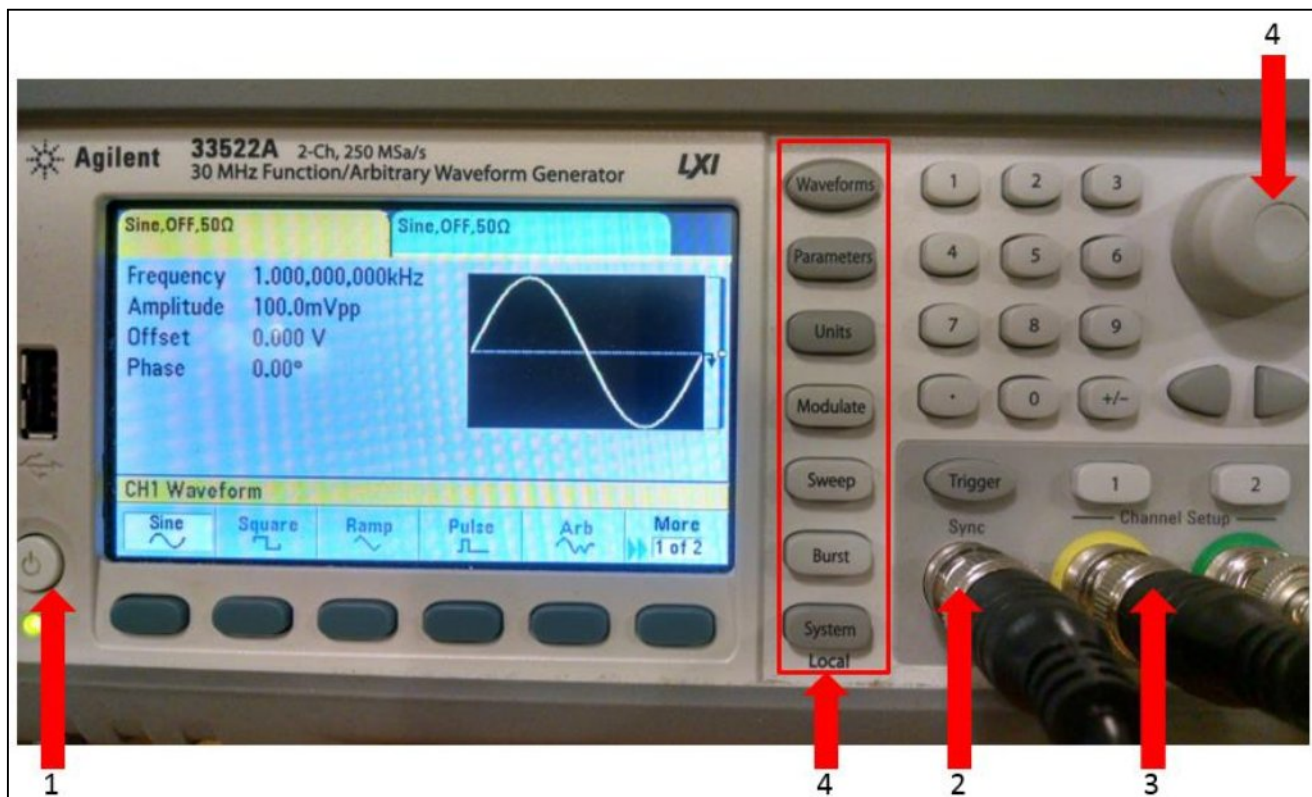 4
Agilent 33522A 2-Ch, 250 MSa/s
30 MHz Function/Arbitrary Waveform Generator
LXI
Sine,OFF,50Ω
Sine,OFF,50Ω
Frequency 1.000,000,000kHz
Amplitude 100.0mVpp
Offset 0.000 V
Phase 0.00°
CH1 Waveform
Sine
Square
Ramp
Pulse
Arb
More
1 of 2
Waveforms
Parameters
Units
Modulate
Sweep
Burst
System
Local
1 2 3
4 5 6
7 8 9
. 0 +/-
Trigger
1 2
Channel Setup
Sync
1
4
2
3